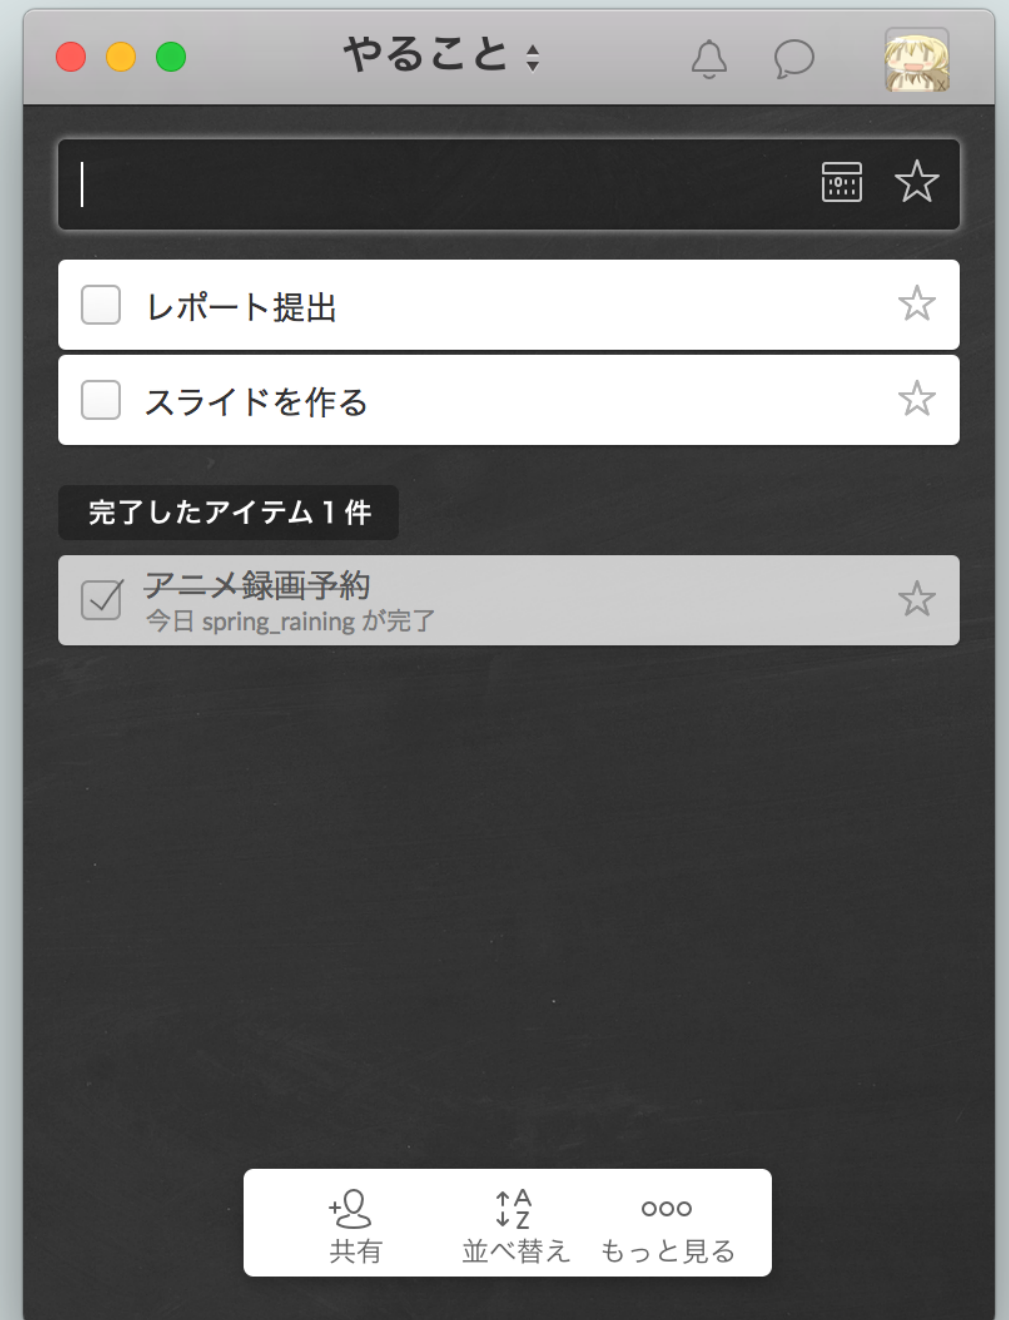 やること
レポート提出
スライドを作る
完了したアイテム 1 件
アニメ録画予約
今日 spring_raining が完了
共有
A
Z
並べ替え
もっと見る